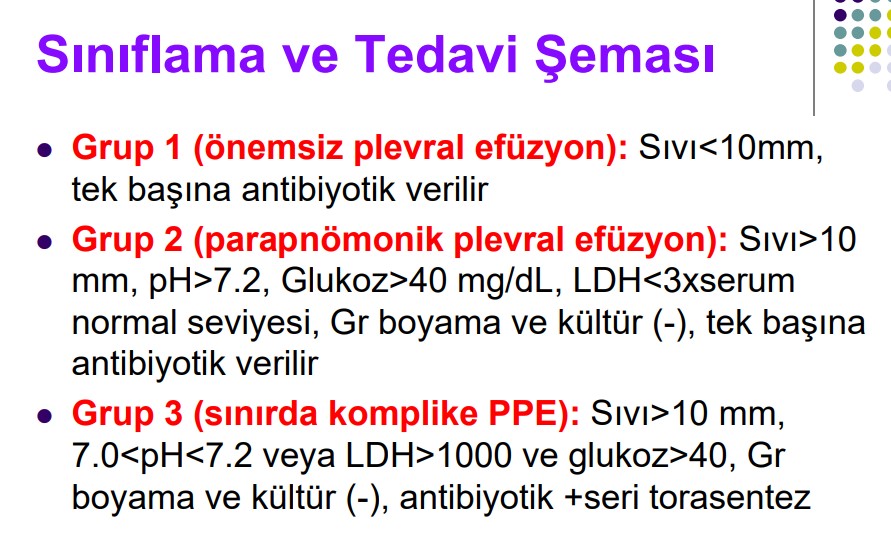 Sınıflama ve Tedavi Şeması
Grup 1 (önemsiz plevral efüzyon): Sıvı<10mm,
tek başına antibiyotik verilir
Grup 2 (parapnömonik plevral efüzyon): Sıvı>10
mm, pH>7.2, Glukoz>40 mg/dL, LDH<3xserum
normal seviyesi, Gr boyama ve kültür (-), tek başına
antibiyotik verilir
Grup 3 (sınırda komplike PPE): Sıvı>10 mm,
7.0<pH<7.2 veya LDH>1000 ve glukoz>40, Gr
boyama ve kültür (-), antibiyotik +seri torasentez